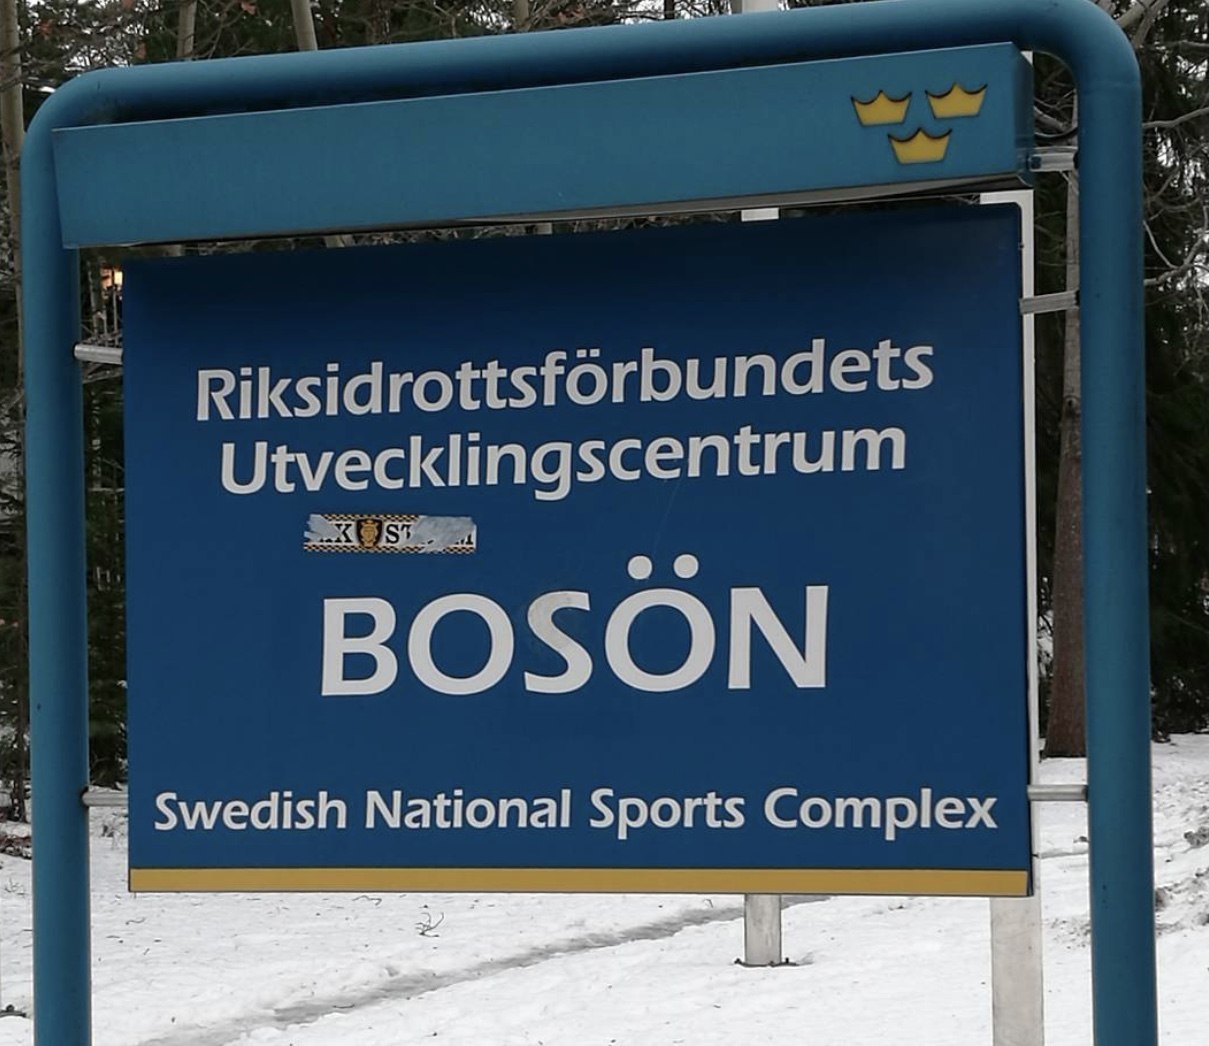 Riksidrottsförbundets
Utvecklingscentrum
BOSÖN
Swedish National Sports Complex